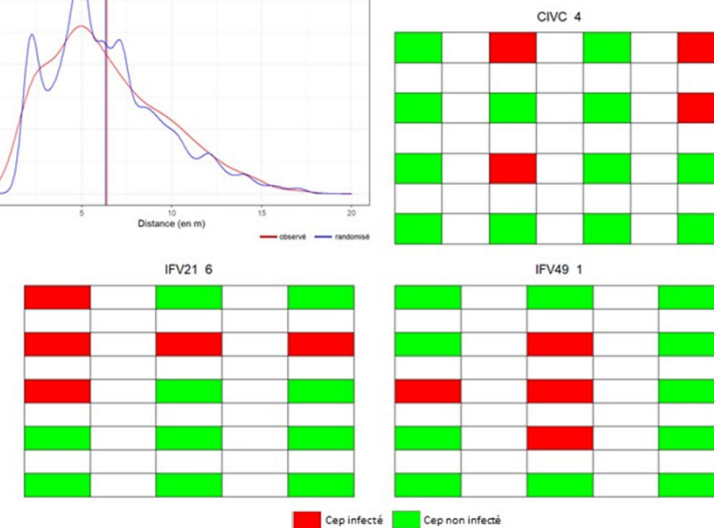 CIVC 4
5
10
15
20
Distance (en m)
observé
randomisé
IFV21 6
IFV49 1
Cep infecté
Cep non infecté